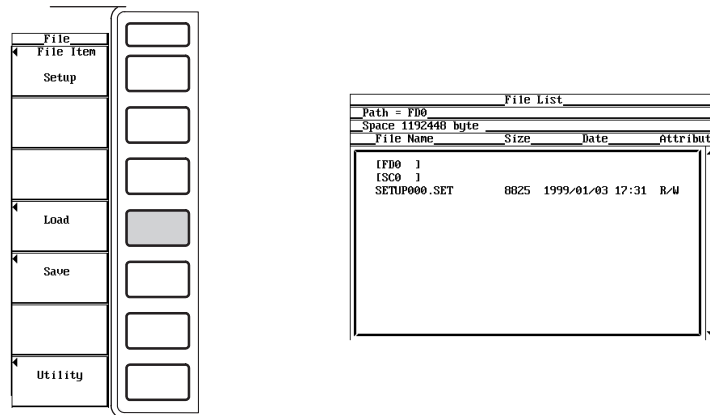 File
File Item
Setup
Load
Save
Utility
File List
Path = FD0
Space 1192448 byte
File Name Size Date Attribut
[FD0 ]
[SC0 ]
SETUP000.SET 8825 1999/01/03 17:31 R/W